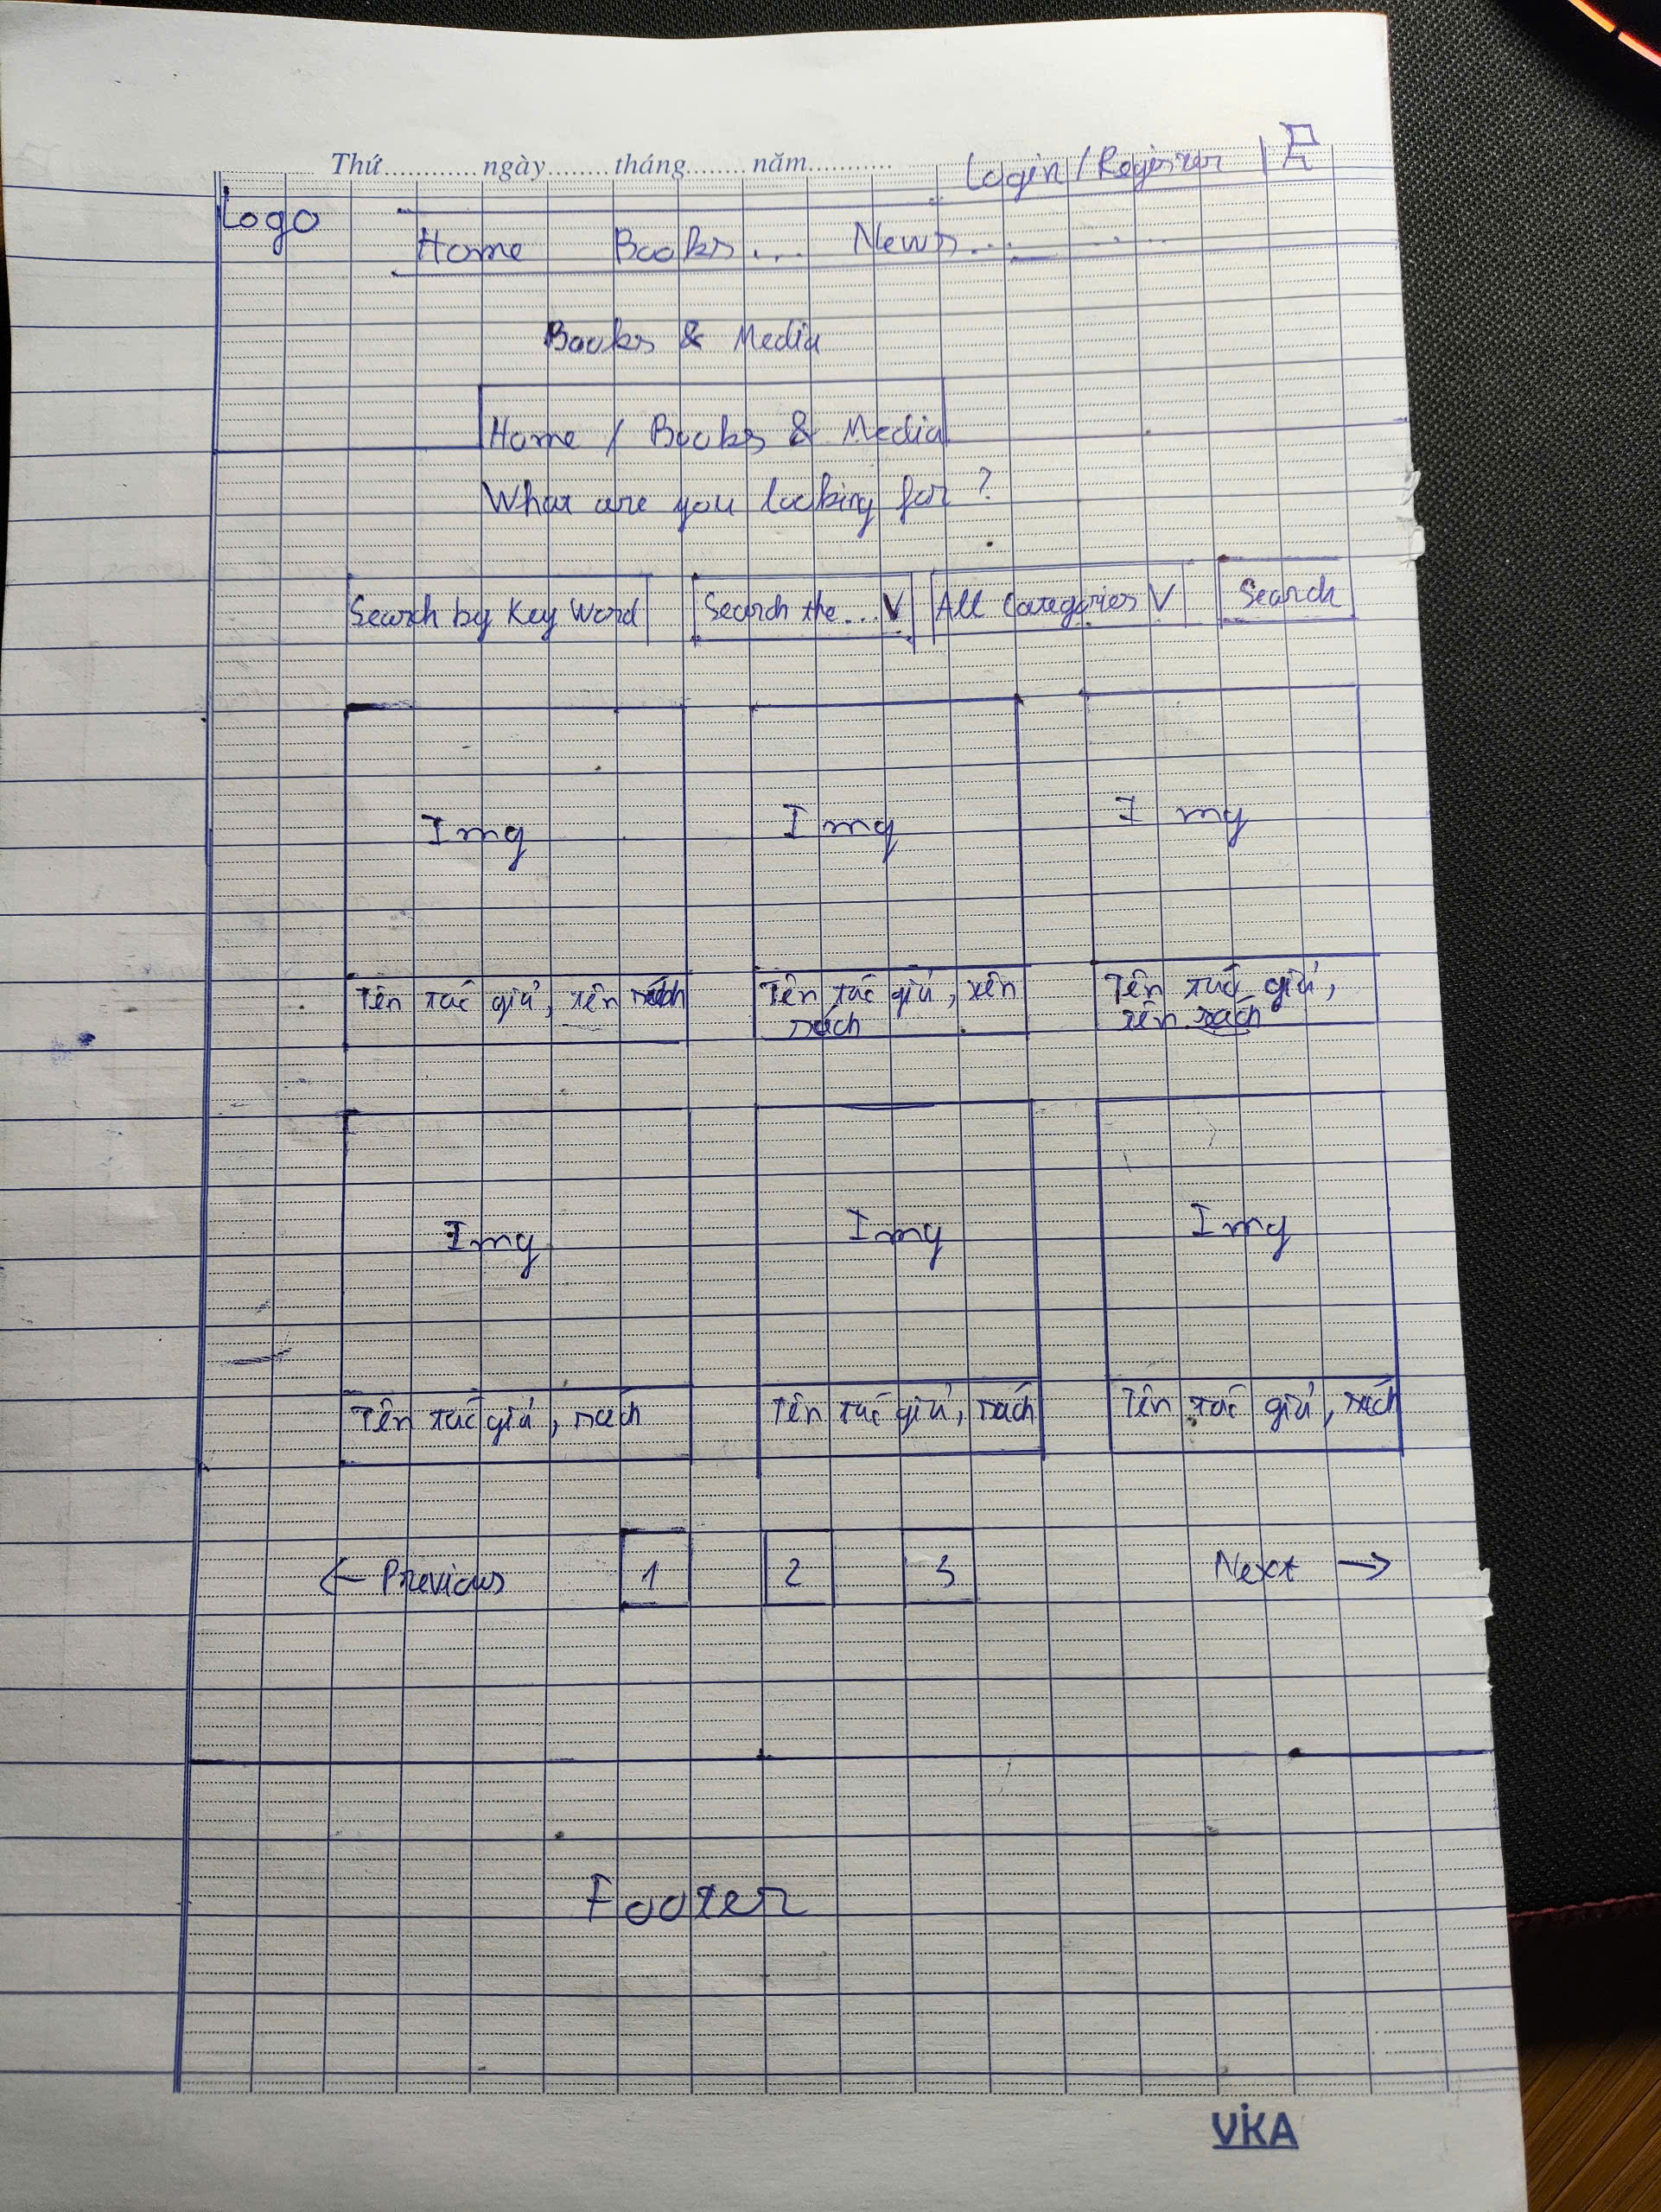 Thứ............ngày........tháng........năm...........
Login / Register |
Logo
Home Books... News...
Books & Media
Home / Books & Media
What are you looking for ?
Search by Key Word Search the... V All Categories V Search
Img Img Img
Tên tác giả, tên sách Tên tác giả, tên sách Tên tác giả, tên sách
Img Img Img
Tên tác giả, sách Tên tác giả, sách Tên tác giả, sách
← Previous 1 2 3 Next →
Footer
VIKA